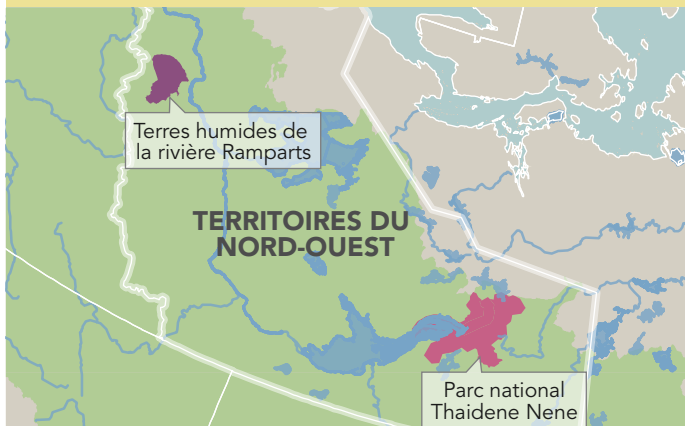 Terres humides de
la rivière Ramparts
TERRITOIRES DU
NORD-OUEST
Parc national
Thaidene Nene